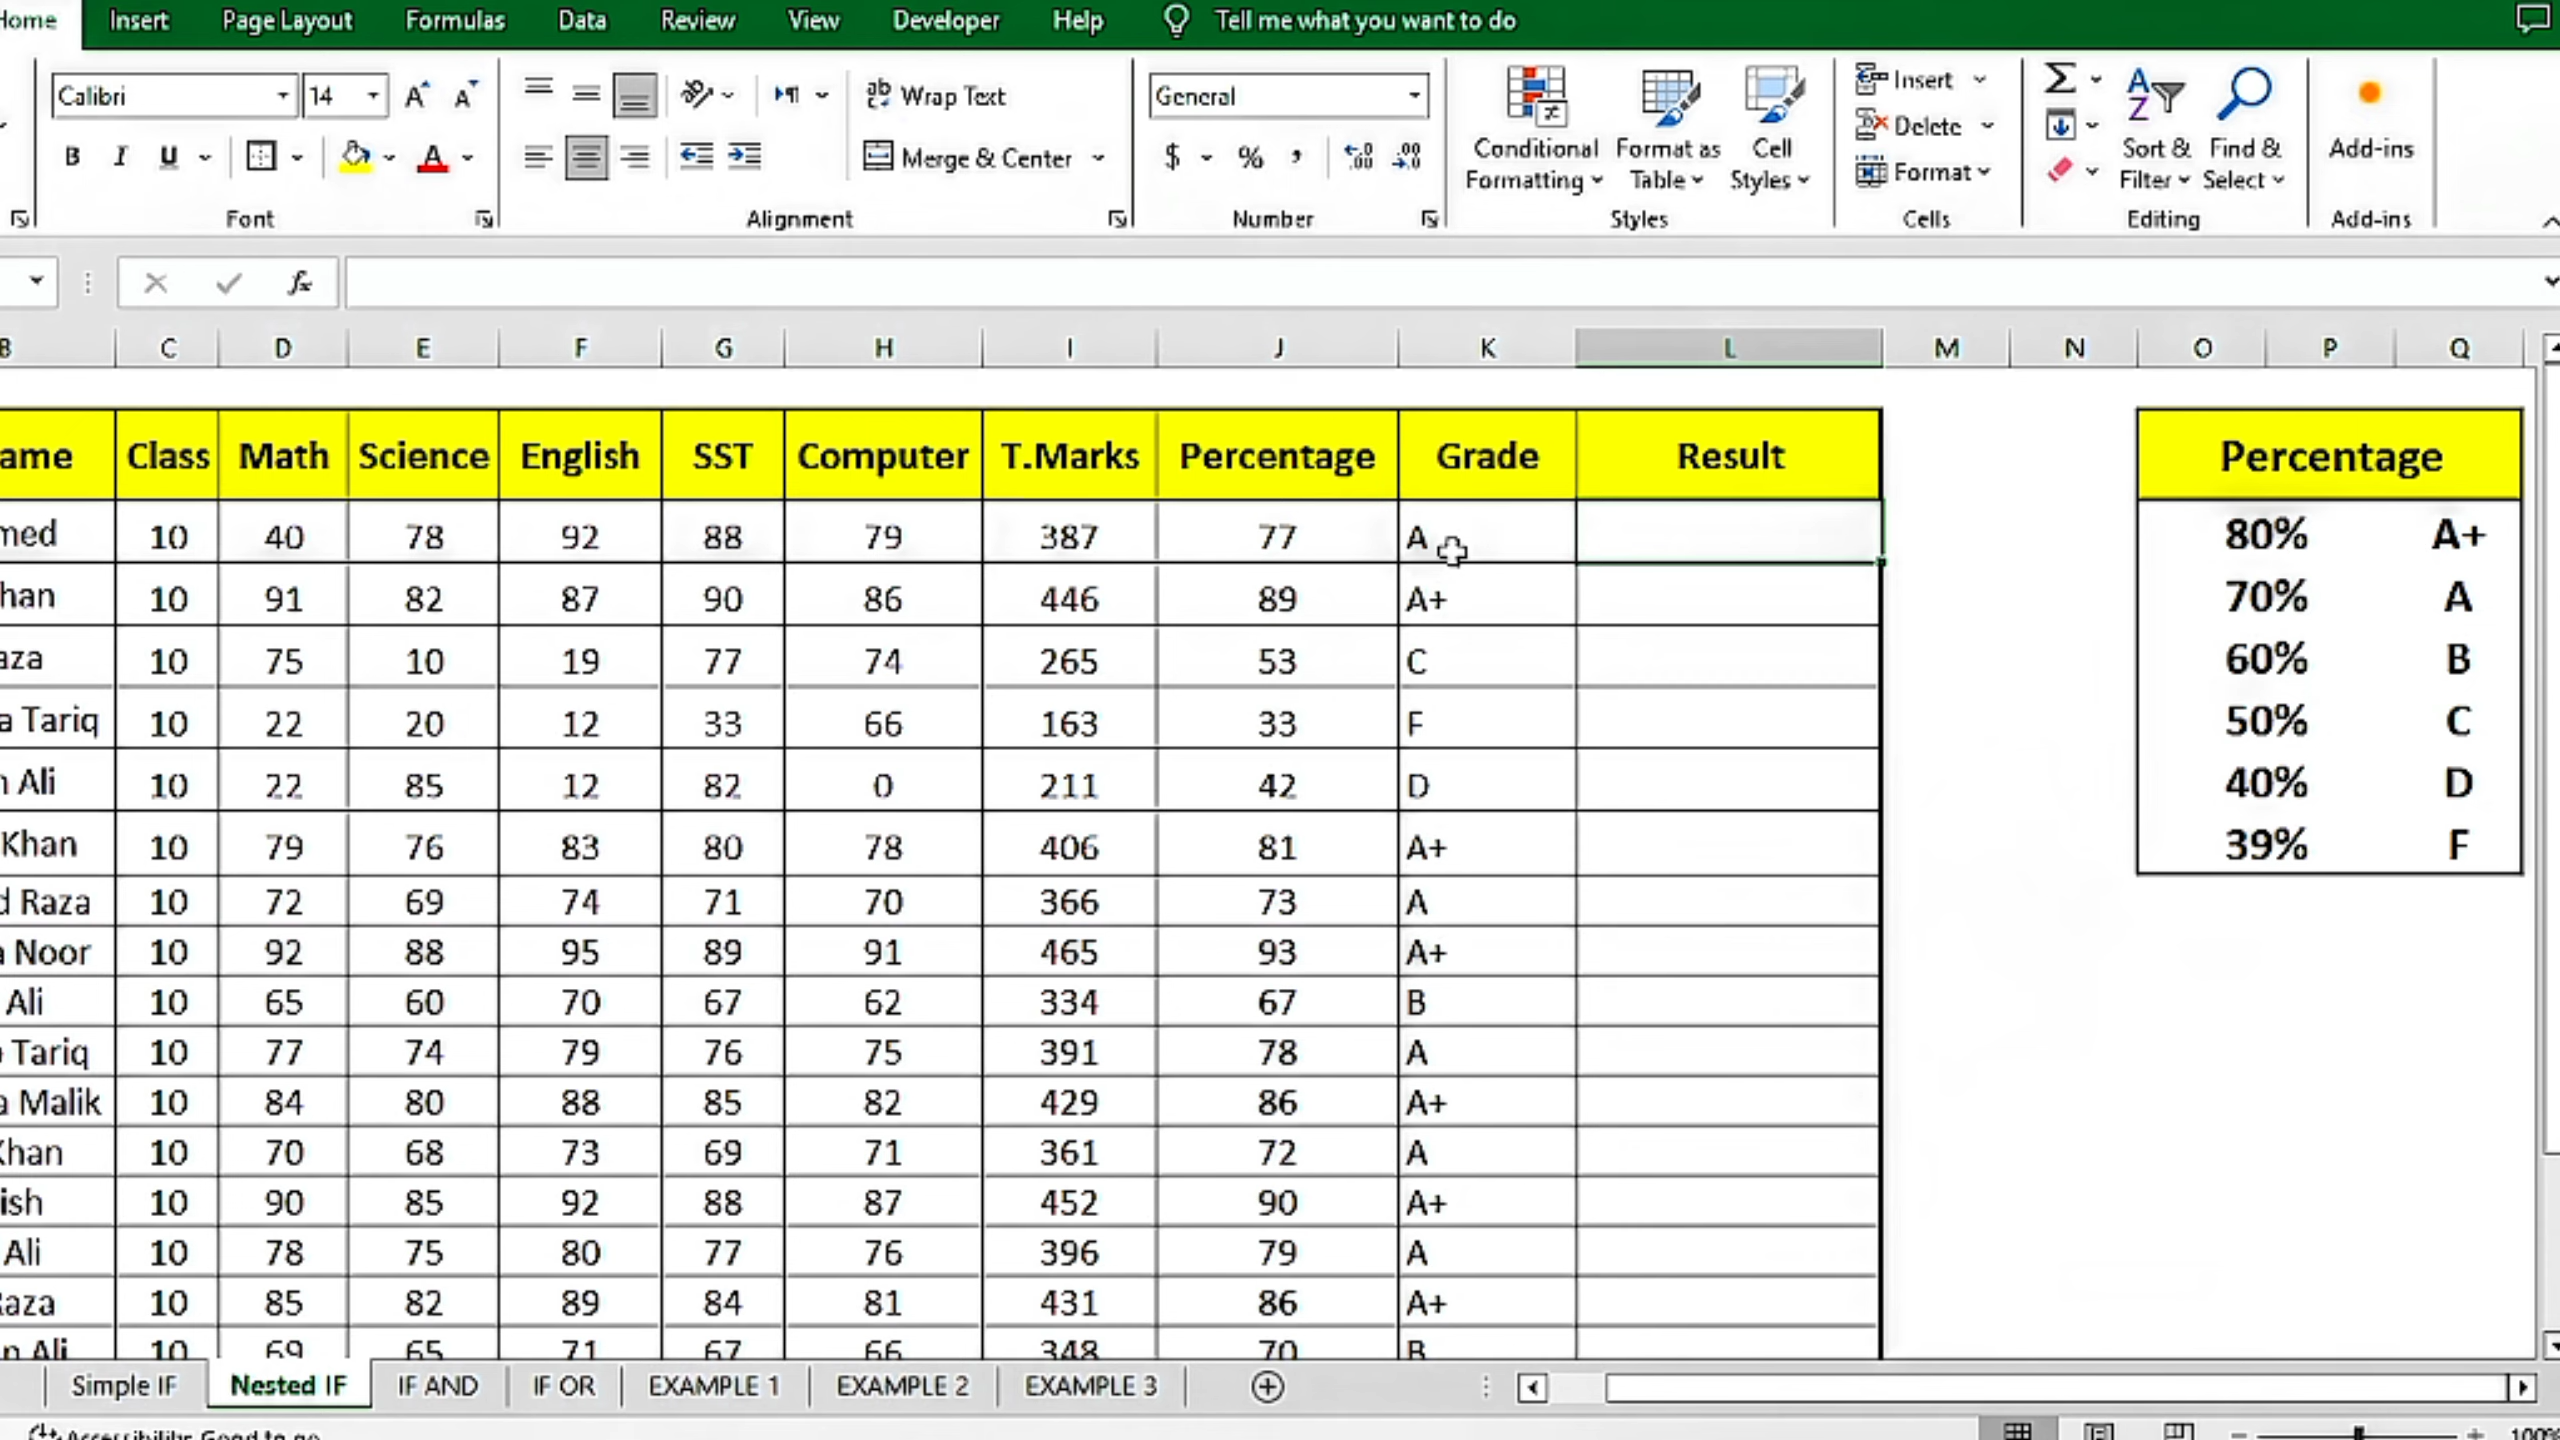 Home Insert Page Layout Formulas Data Review View Developer Help Tell me what you want to do
Calibri 14 Wrap Text General Insert
B I U Merge & Center $ % Conditional Formatting Format as Table Cell Styles Delete Format Sort & Filter Find & Select Add-ins
Font Alignment Number Styles Cells Editing Add-ins
fx
B C D E F G H I J K L M N O P Q
ame Class Math Science English SST Computer T.Marks Percentage Grade Result Percentage
med 10 40 78 92 88 79 387 77 A 80% A+
han 10 91 82 87 90 86 446 89 A+ 70% A
aza 10 75 10 19 77 74 265 53 C 60% B
a Tariq 10 22 20 12 33 66 163 33 F 50% C
n Ali 10 22 85 12 82 0 211 42 D 40% D
Khan 10 79 76 83 80 78 406 81 A+ 39% F
d Raza 10 72 69 74 71 70 366 73 A
a Noor 10 92 88 95 89 91 465 93 A+
Ali 10 65 60 70 67 62 334 67 B
Tariq 10 77 74 79 76 75 391 78 A
a Malik 10 84 80 88 85 82 429 86 A+
Khan 10 70 68 73 69 71 361 72 A
ish 10 90 85 92 88 87 452 90 A+
Ali 10 78 75 80 77 76 396 79 A
Raza 10 85 82 89 84 81 431 86 A+
n Ali 10 69 65 71 67 66 348 70 B
Simple IF Nested IF IF AND IF OR EXAMPLE 1 EXAMPLE 2 EXAMPLE 3
Accessibility: Good to go 100%